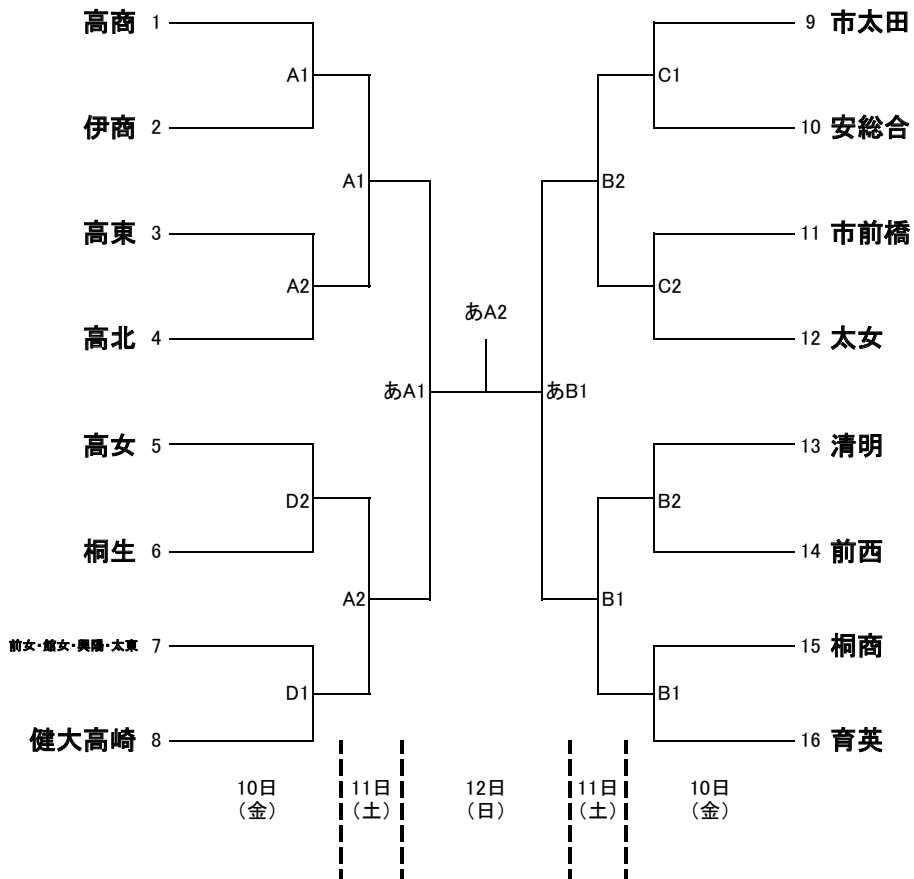 高商 1
9 市太田
A1
C1
伊商 2
10 安総合
A1
B2
高東 3
11 市前橋
A2
C2
あA2
高北 4
12 太女
あA1
あB1
高女 5
13 清明
D2
B2
桐生 6
14 前西
A2
B1
前女・館女・興陽・太東 7
15 桐商
D1
B1
健大高崎 8
16 育英
10日
(金)
11日
(土)
12日
(日)
11日
(土)
10日
(金)